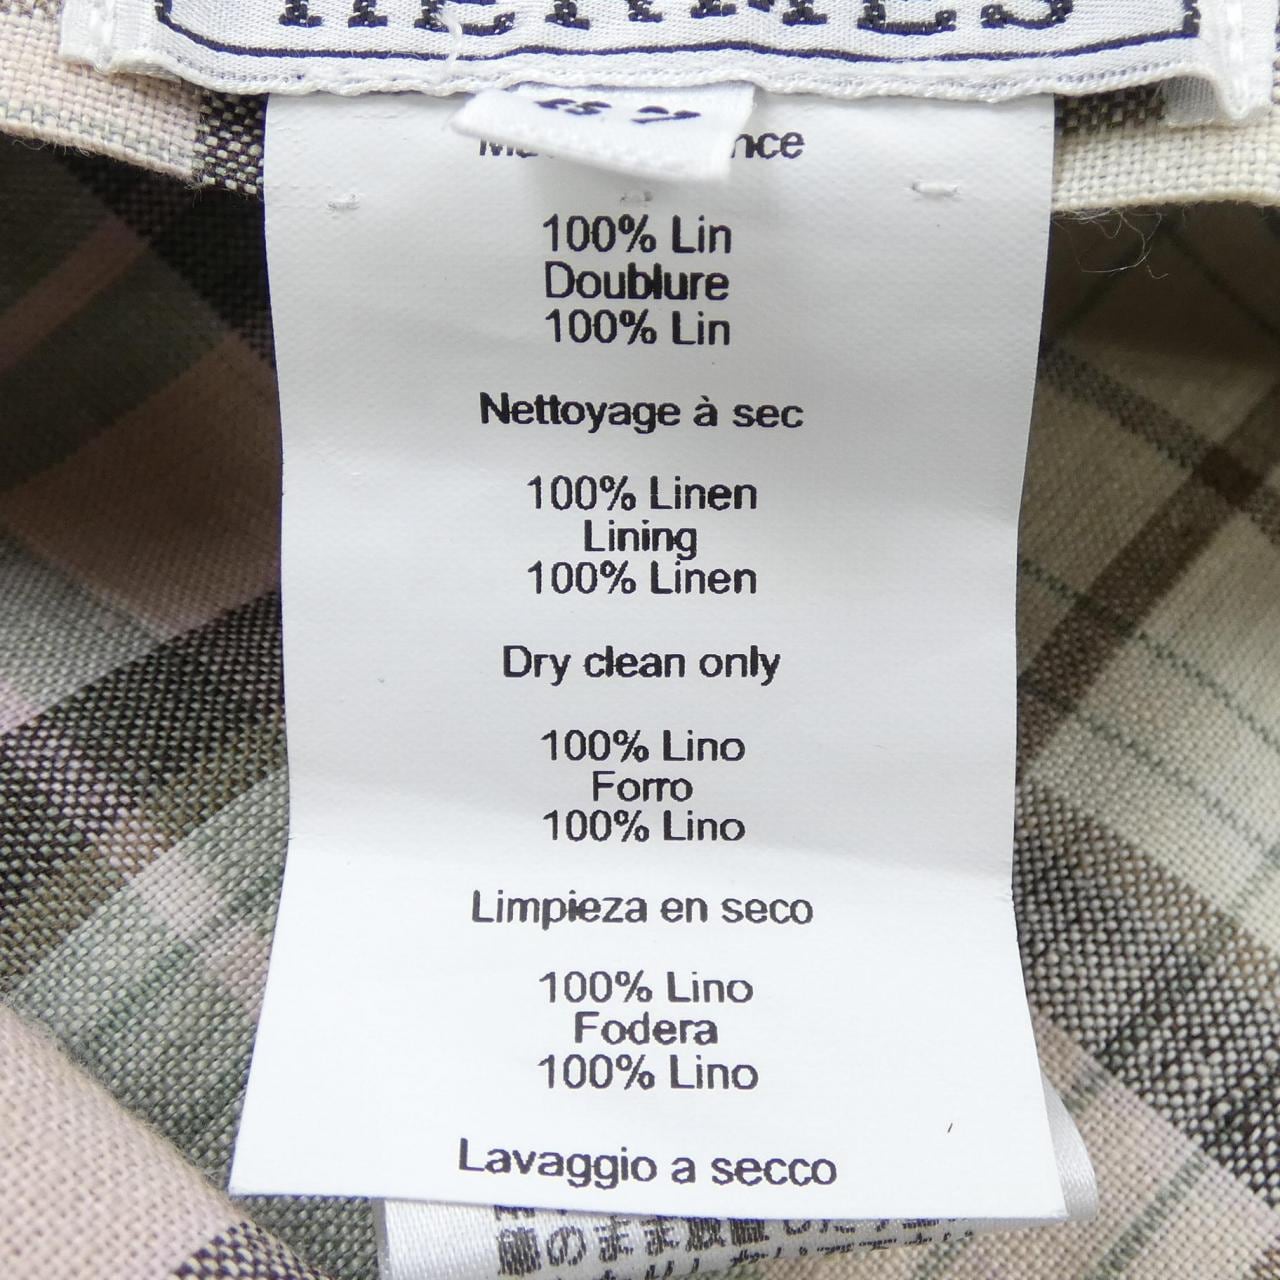 HERMES
100% Lin
Doublure
100% Lin
Nettoyage à sec
100% Linen
Lining
100% Linen
Dry clean only
100% Lino
Forro
100% Lino
Limpieza en seco
100% Lino
Fodera
100% Lino
Lavaggio a secco